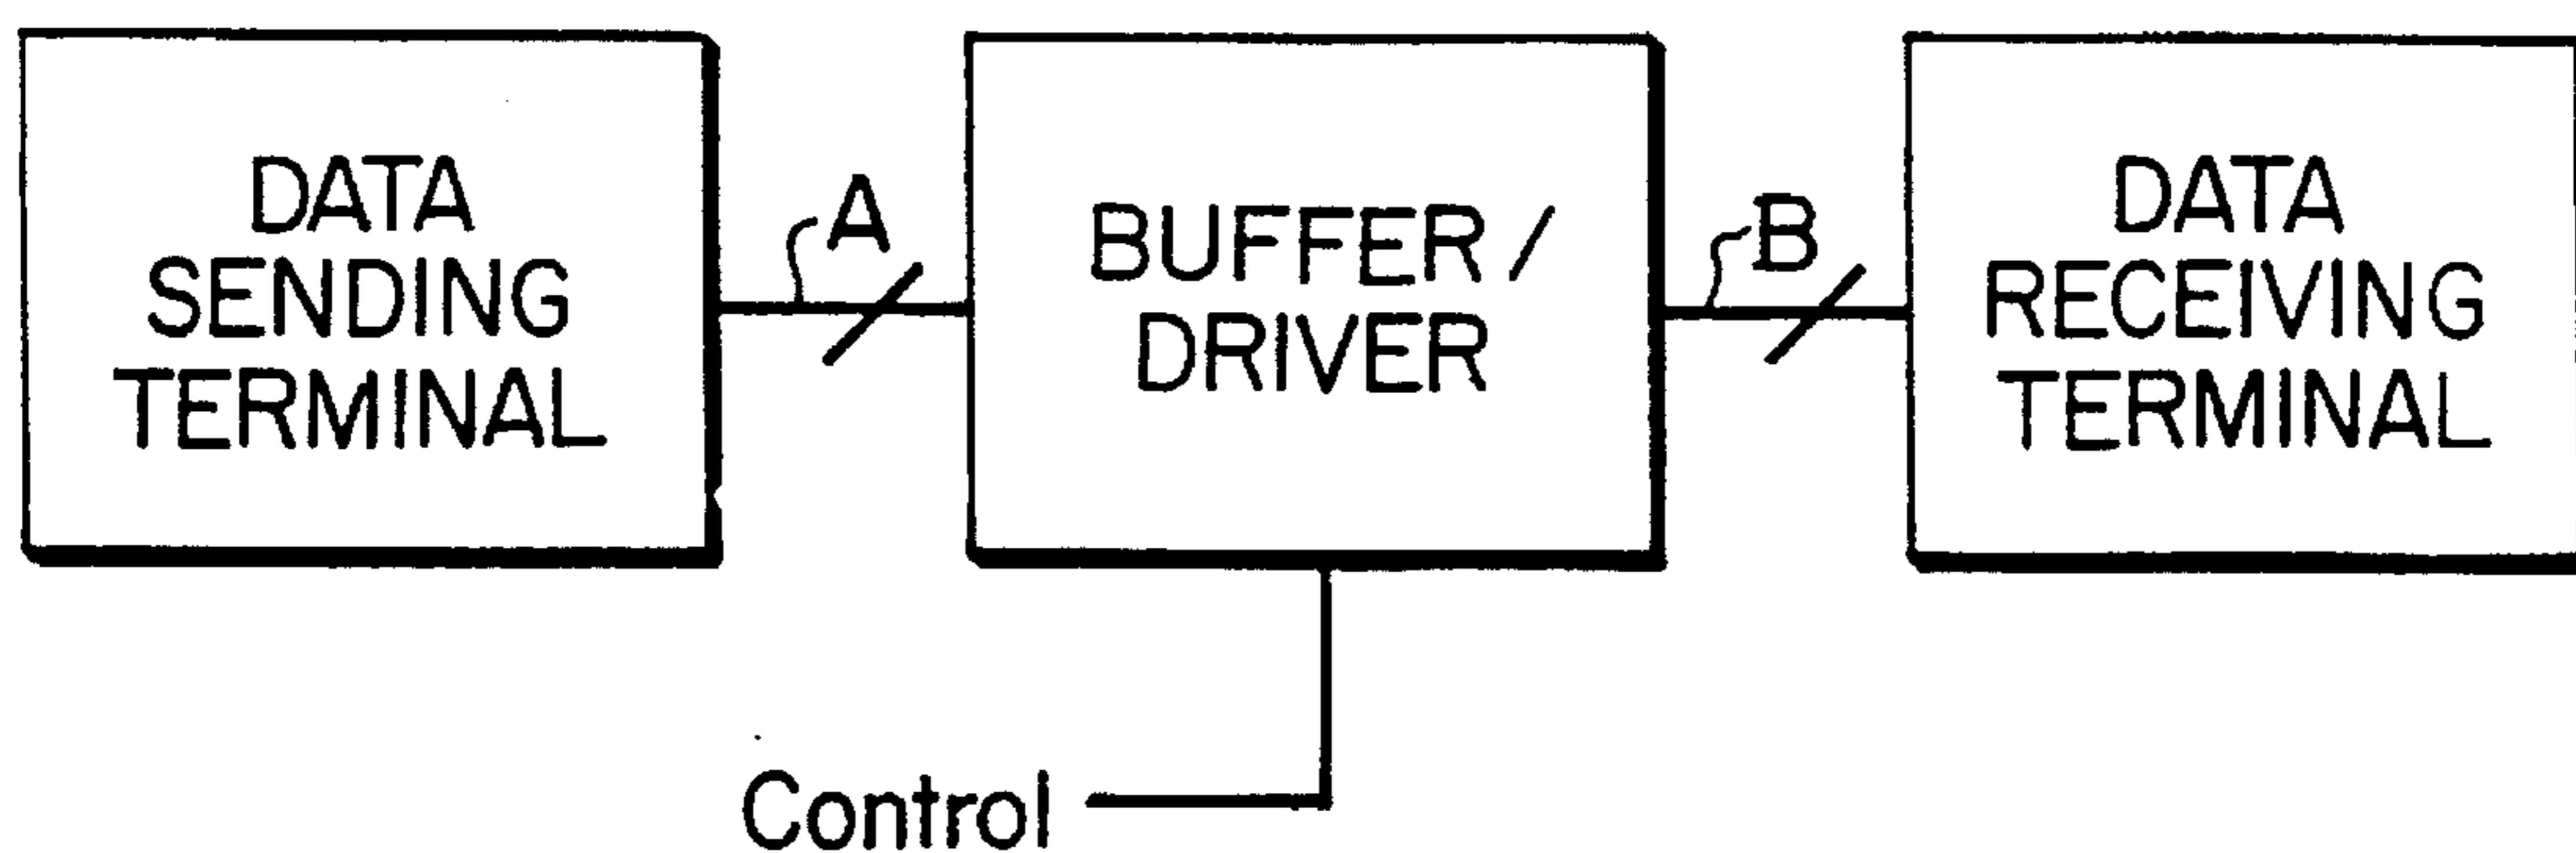 DATA
SENDING
TERMINAL
A
BUFFER /
DRIVER
B
DATA
RECEIVING
TERMINAL
Control